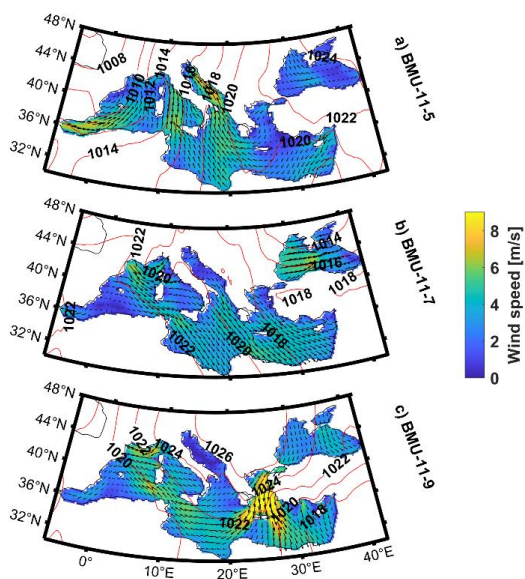 48°N
44°N
40°N
36°N
32°N
1008
1010
1012
1014
1016
1018
1020
1024
1022
1020
1014
a) BMU-11-5
48°N
44°N
40°N
36°N
32°N
1022
1020
1022
1022
1020
1018
1014
1016
1018
1018
b) BMU-11-7
48°N
44°N
40°N
36°N
32°N
1024
1020
1026
1022
1024
1020
1018
1022
c) BMU-11-9
0°
10°E
20°E
30°E
40°E
Wind speed [m/s]
8
6
4
2
0